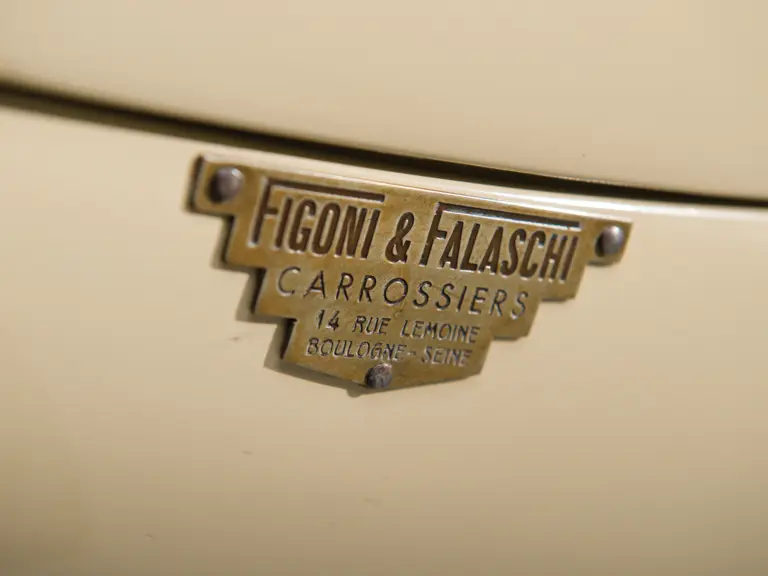 FIGONI & FALASCHI
CARROSSIERS
14 RUE LEMOINE
BOULOGNE-SEINE